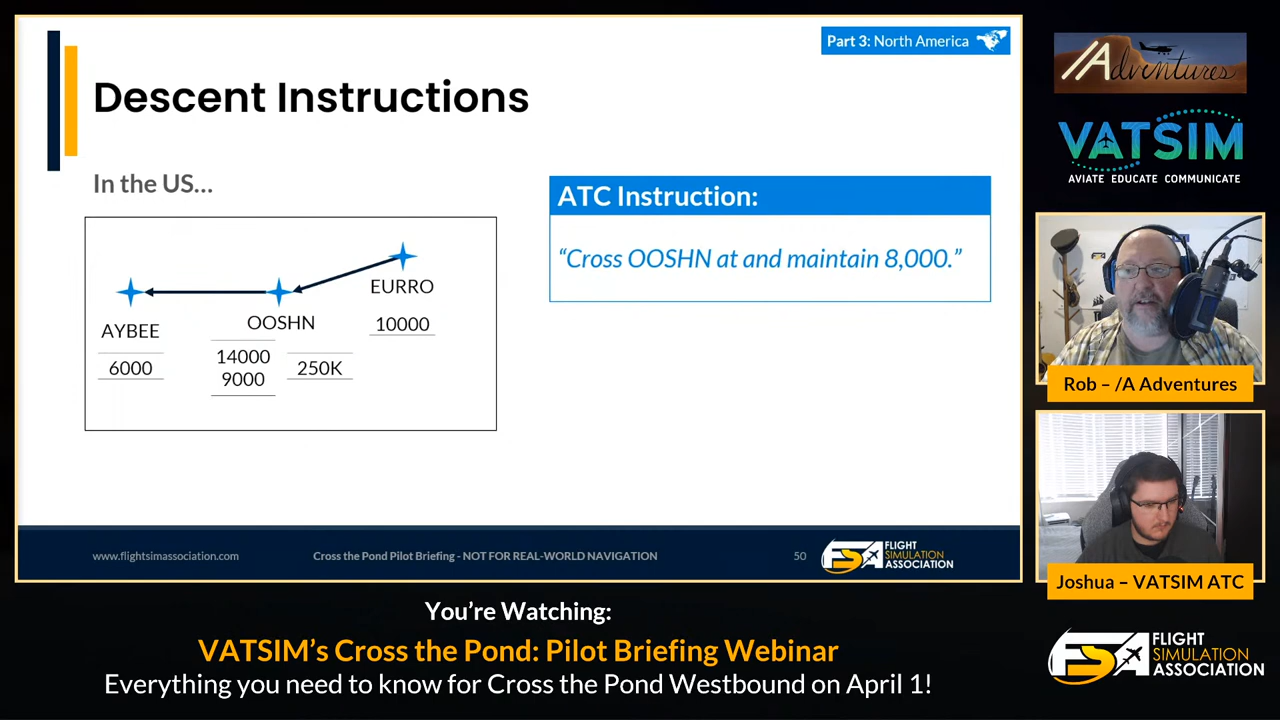 Part 3: North America
Descent Instructions
In the US...
EURRO
10000
OOSHN
14000
9000
250K
AYBEE
6000
ATC Instruction:
“Cross OOSHN at and maintain 8,000.”
www.flightsimassociation.com
Cross the Pond Pilot Briefing - NOT FOR REAL-WORLD NAVIGATION
50
FSA
FLIGHT
SIMULATION
ASSOCIATION
/Adventures
VATSIM
AVIATE EDUCATE COMMUNICATE
Rob – /A Adventures
Joshua – VATSIM ATC
You’re Watching:
VATSIM’s Cross the Pond: Pilot Briefing Webinar
Everything you need to know for Cross the Pond Westbound on April 1!
FSA
FLIGHT
SIMULATION
ASSOCIATION